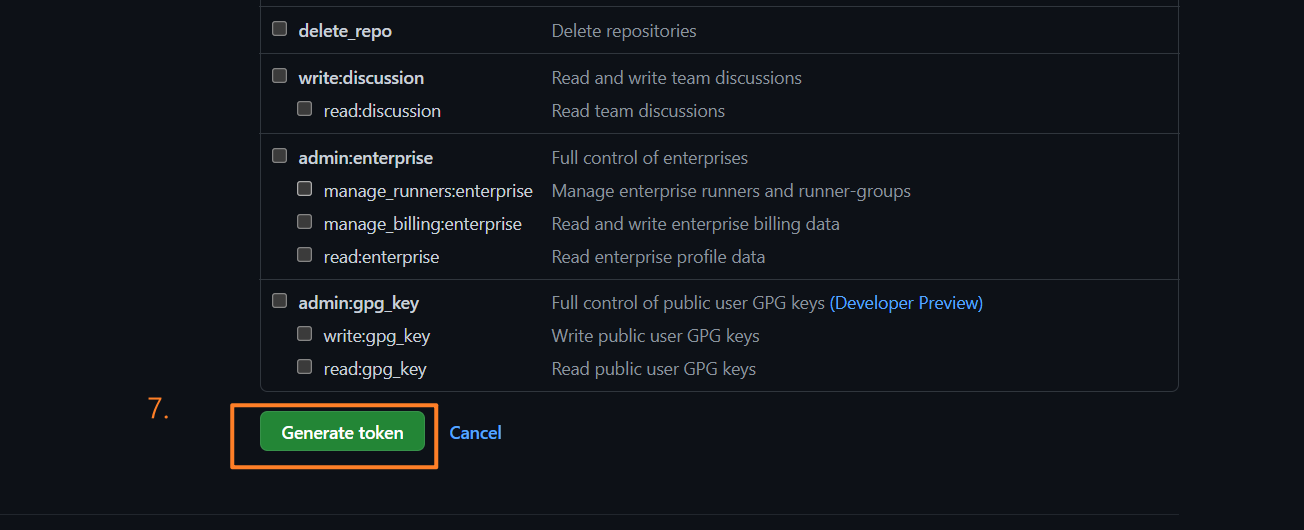 delete_repo Delete repositories
write:discussion Read and write team discussions
read:discussion Read team discussions
admin:enterprise Full control of enterprises
manage_runners:enterprise Manage enterprise runners and runner-groups
manage_billing:enterprise Read and write enterprise billing data
read:enterprise Read enterprise profile data
admin:gpg_key Full control of public user GPG keys (Developer Preview)
write:gpg_key Write public user GPG keys
read:gpg_key Read public user GPG keys
7.
Generate token Cancel